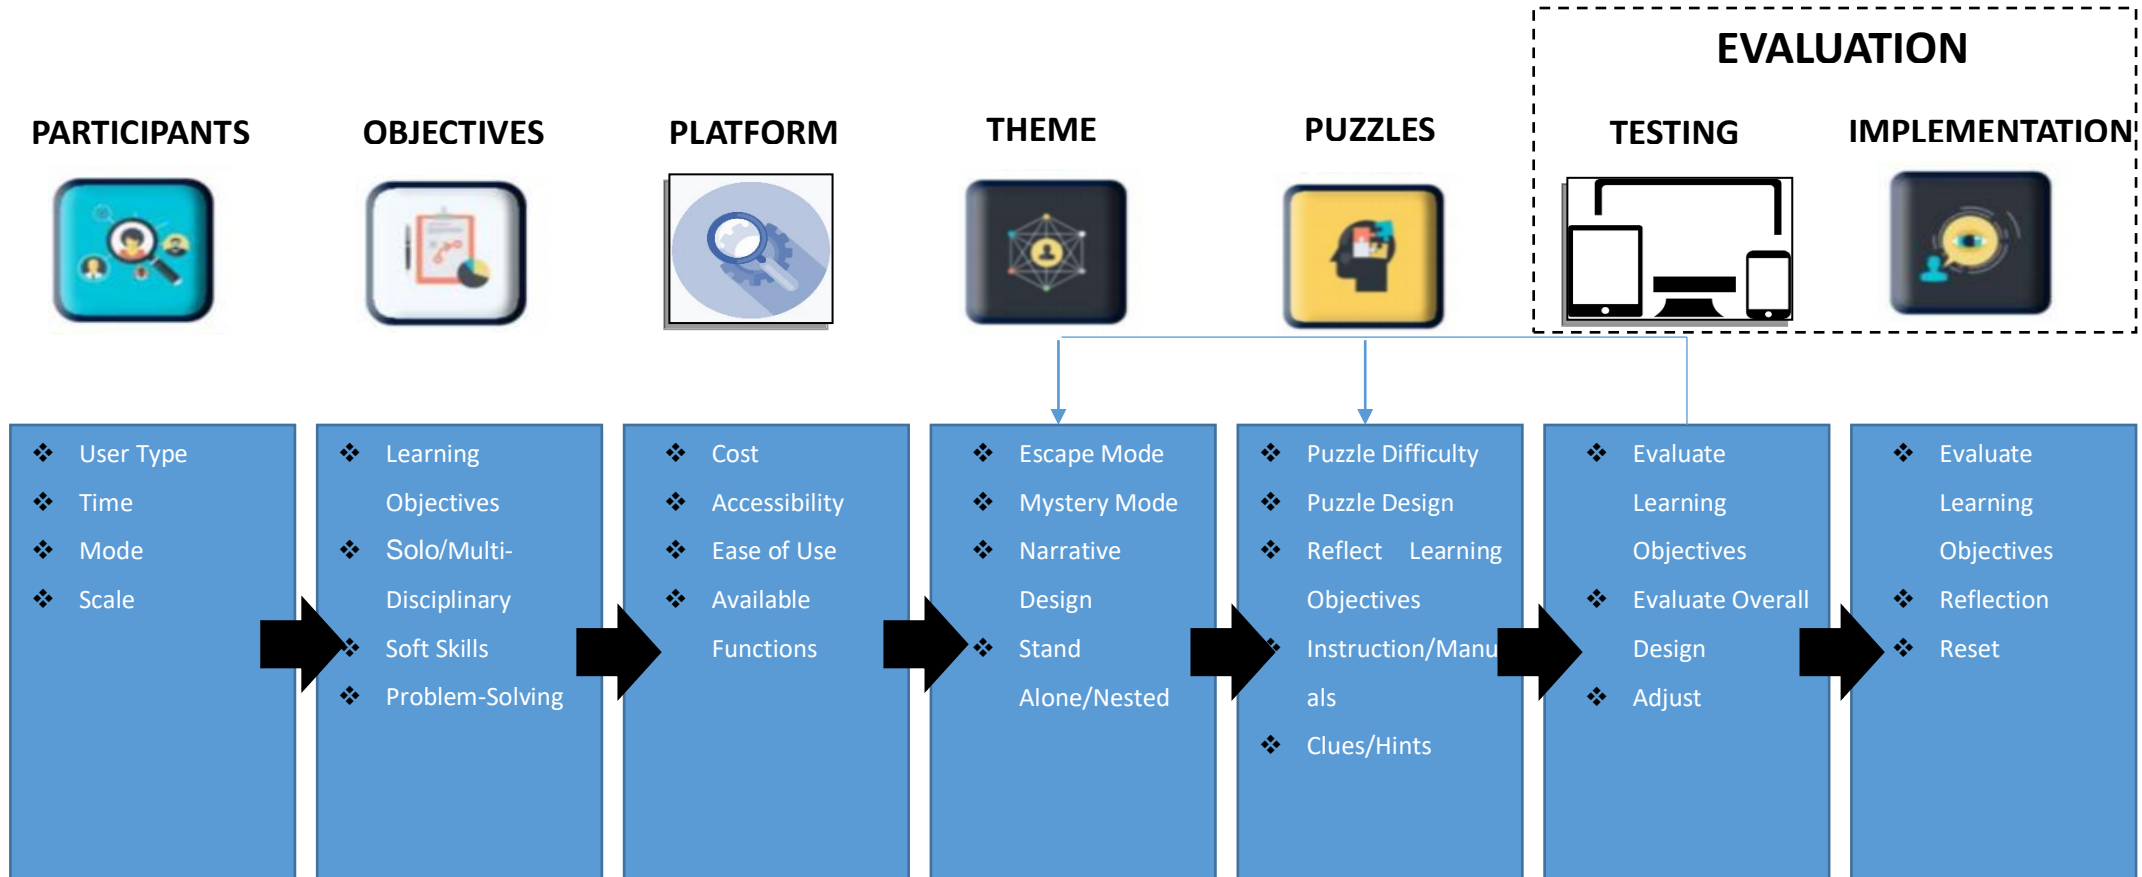 EVALUATION
PARTICIPANTS
OBJECTIVES
PLATFORM
THEME
PUZZLES
TESTING
IMPLEMENTATION
User Type
Time
Mode
Scale
Learning
Objectives
Solo/Multi-
Disciplinary
Soft Skills
Problem-Solving
Cost
Accessibility
Ease of Use
Available
Functions
Escape Mode
Mystery Mode
Narrative
Design
Stand
Alone/Nested
Puzzle Difficulty
Puzzle Design
Reflect Learning
Objectives
Instruction/Manu
als
Clues/Hints
Evaluate
Learning
Objectives
Evaluate Overall
Design
Adjust
Evaluate
Learning
Objectives
Reflection
Reset